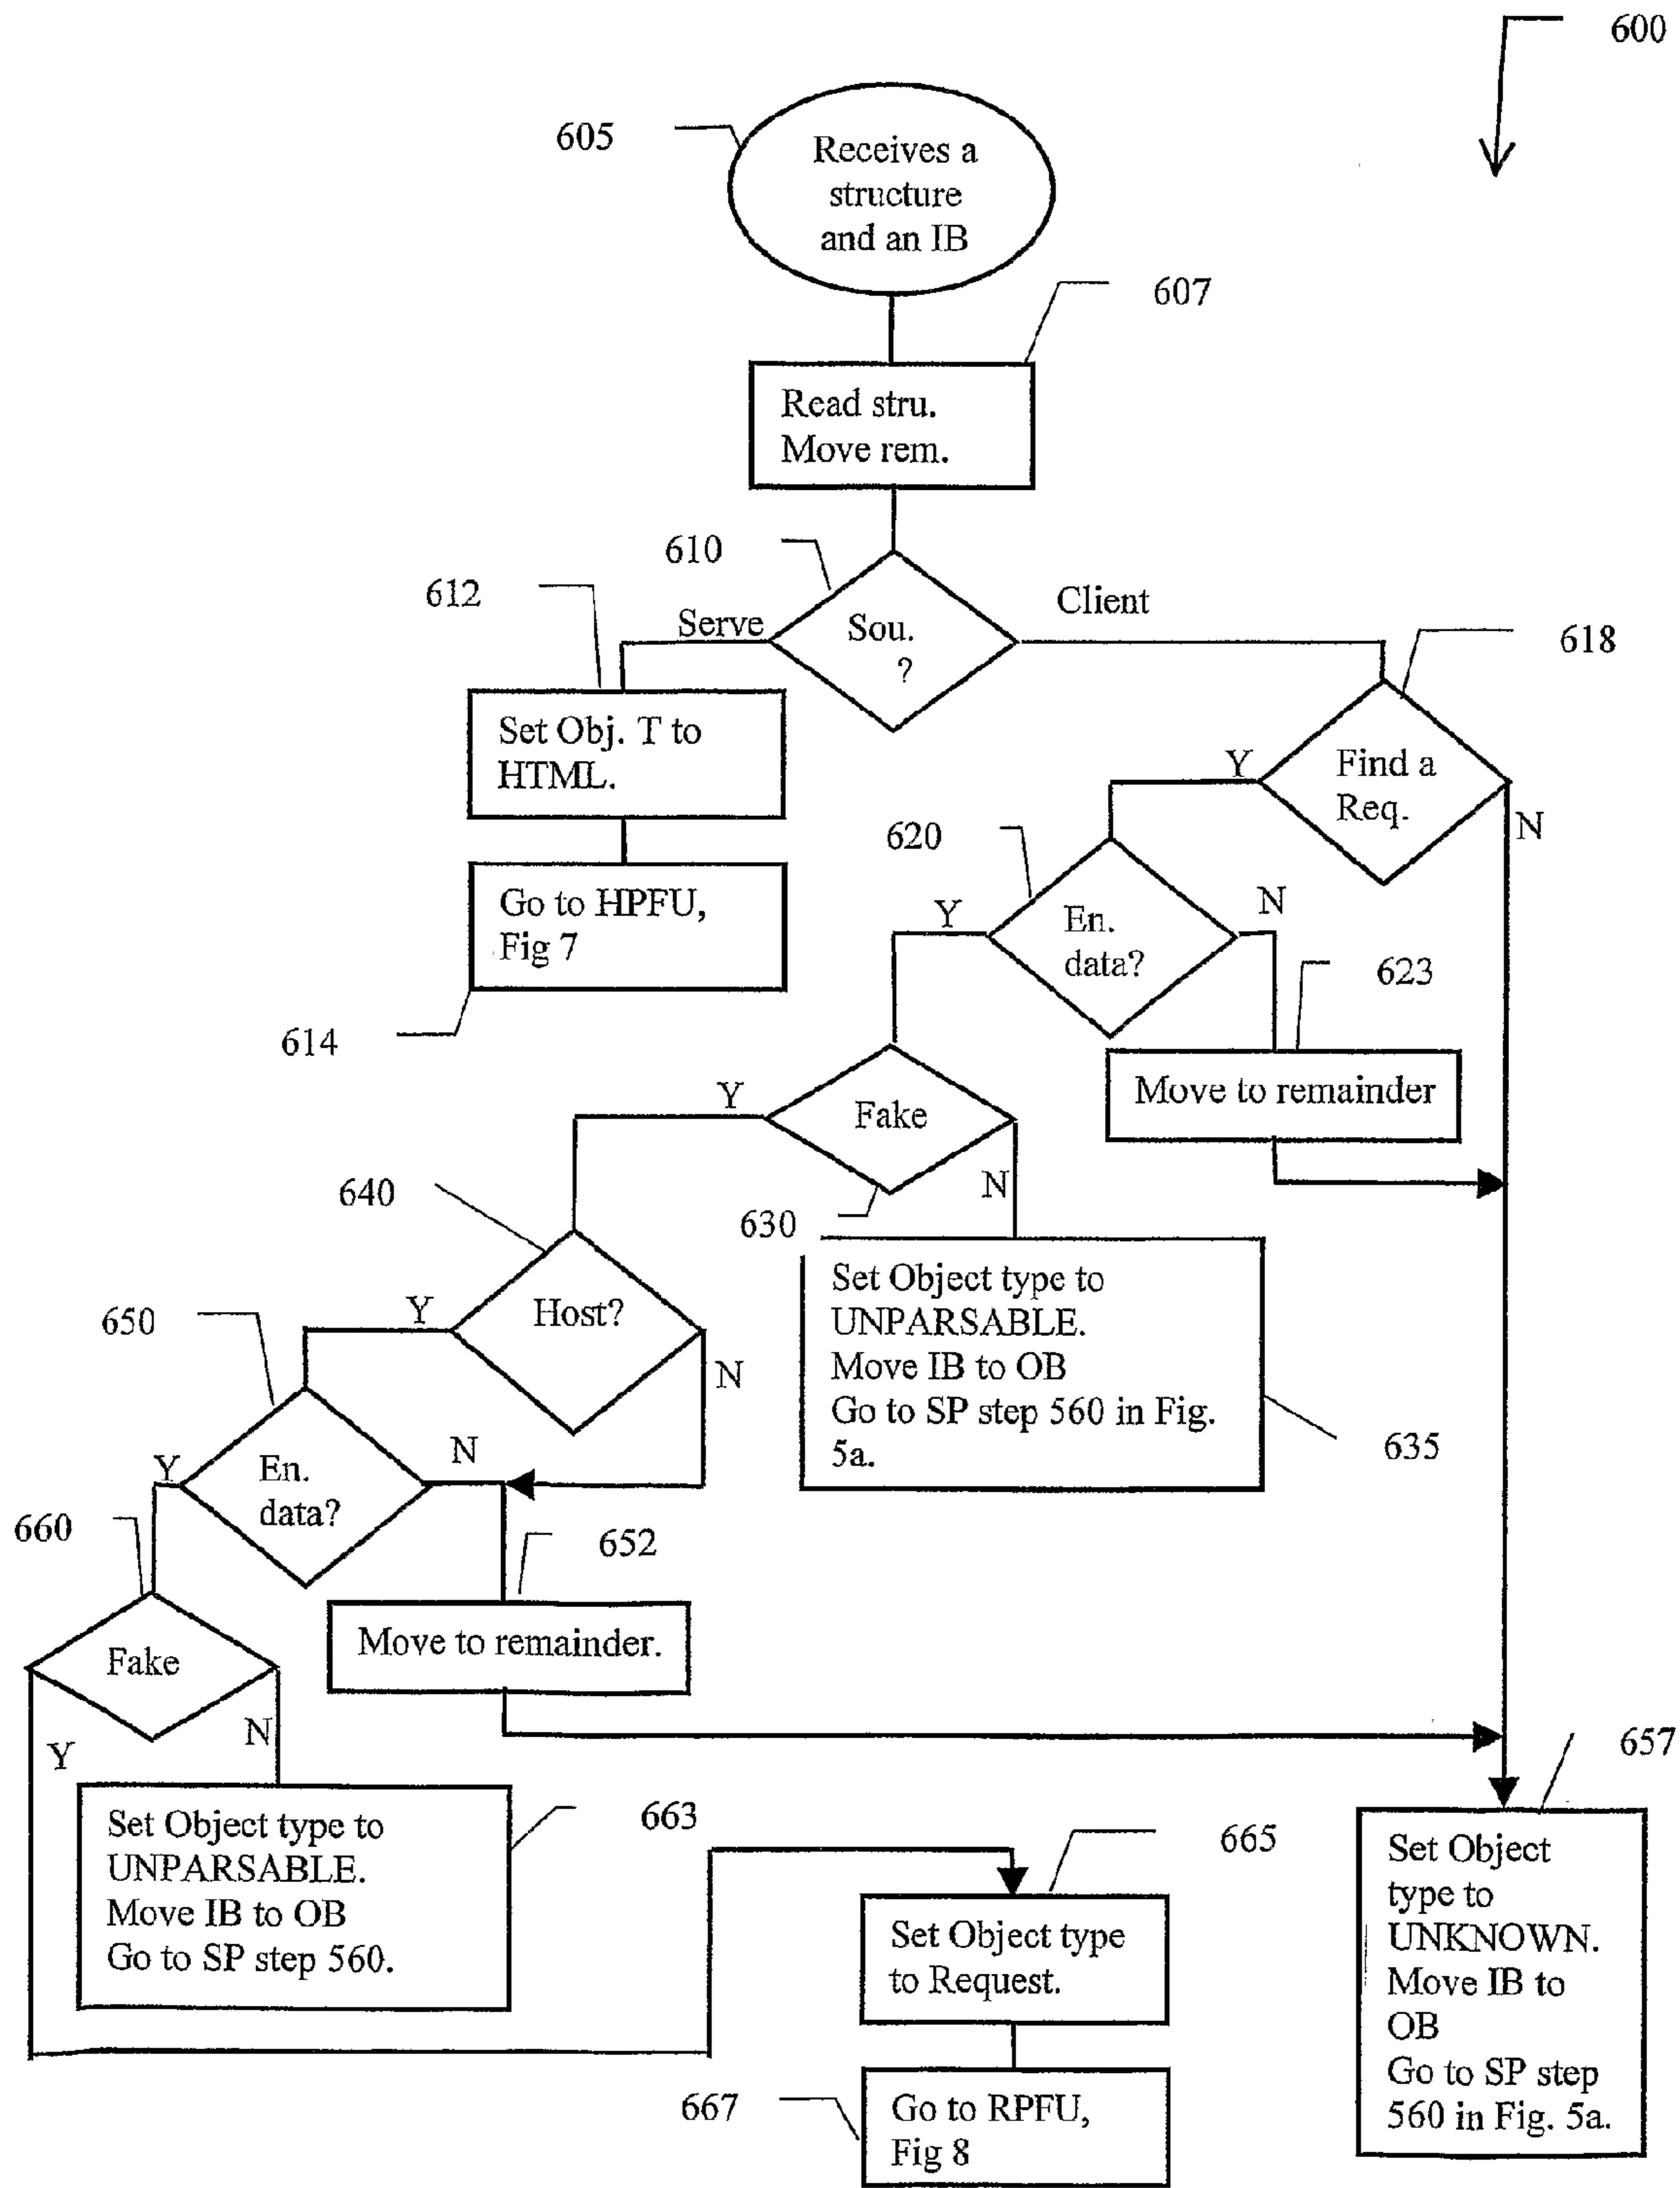 600
605
Receives a
structure
and an IB
607
Read stru.
Move rem.
610
612
Serve
Sou.
?
Client
618
Set Obj. T to
HTML.
Y
Find a
Req.
N
620
Go to HPFU,
Fig 7
Y
En.
data?
N
623
614
Move to remainder
Y
Fake
N
640
630
Set Object type to
UNPARSABLE.
Move IB to OB
Go to SP step 560 in Fig.
5a.
635
650
Y
Host?
N
Y
En.
data?
N
660
652
Fake
Move to remainder.
Y
N
657
663
Set Object type to
UNPARSABLE.
Move IB to OB
Go to SP step 560.
665
Set Object type
to Request.
Set Object
type to
UNKNOWN.
Move IB to
OB
Go to SP step
560 in Fig. 5a.
667
Go to RPFU,
Fig 8